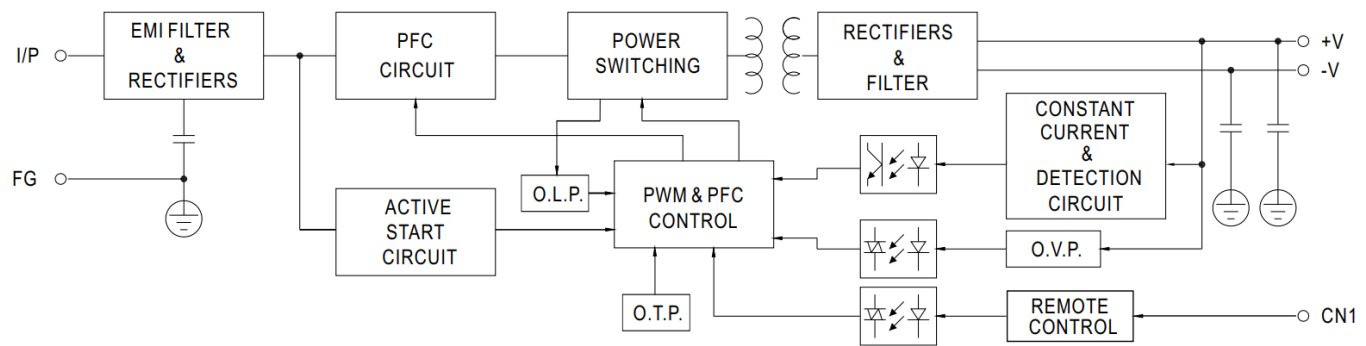 I/P
EMI FILTER
&
RECTIFIERS
PFC
CIRCUIT
POWER
SWITCHING
RECTIFIERS
&
FILTER
+V
-V
FG
O.L.P.
PWM & PFC
CONTROL
CONSTANT
CURRENT
&
DETECTION
CIRCUIT
ACTIVE
START
CIRCUIT
O.V.P.
O.T.P.
REMOTE
CONTROL
CN1